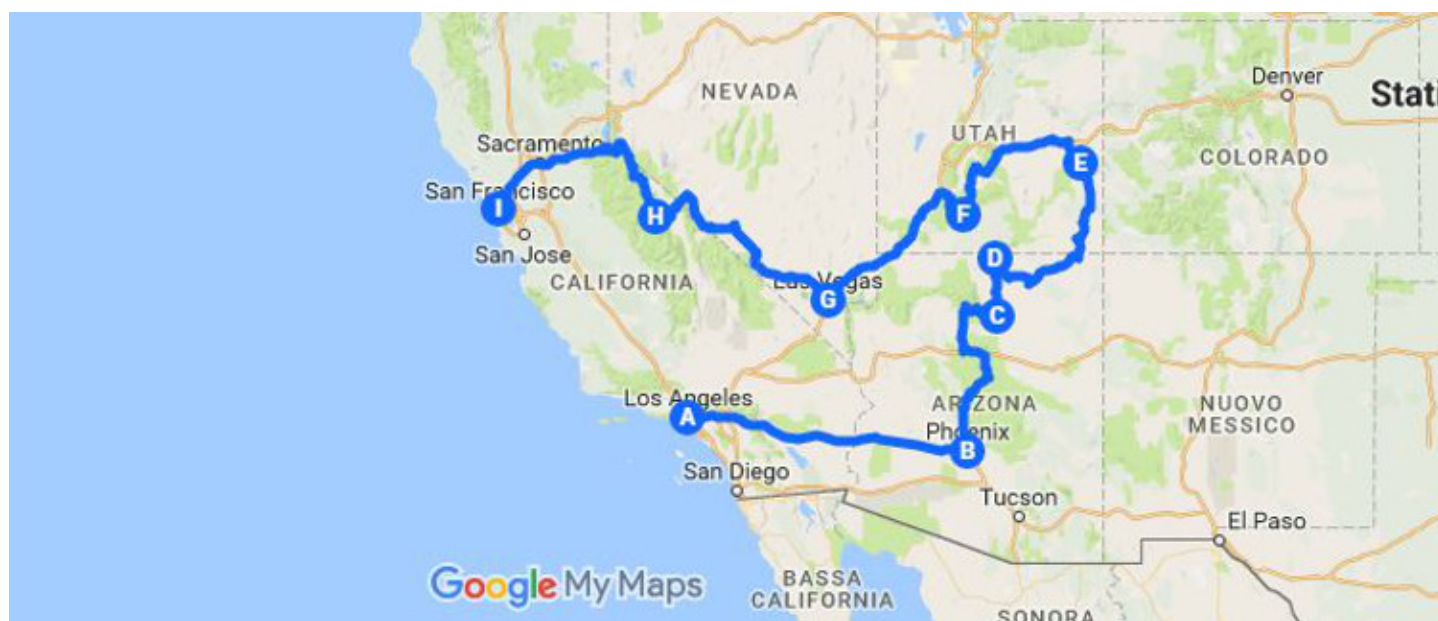 Denver
NEVADA
Stati
UTAH
Sacramento
COLORADO
E
San Francisco
I
H
F
San Jose
D
CALIFORNIA
Las Vegas
G
C
Los Angeles
A
ARIZONA
NUOVO
MESSICO
Phoenix
B
San Diego
Tucson
El Paso
Google My Maps
BASSA
CALIFORNIA
SONORA